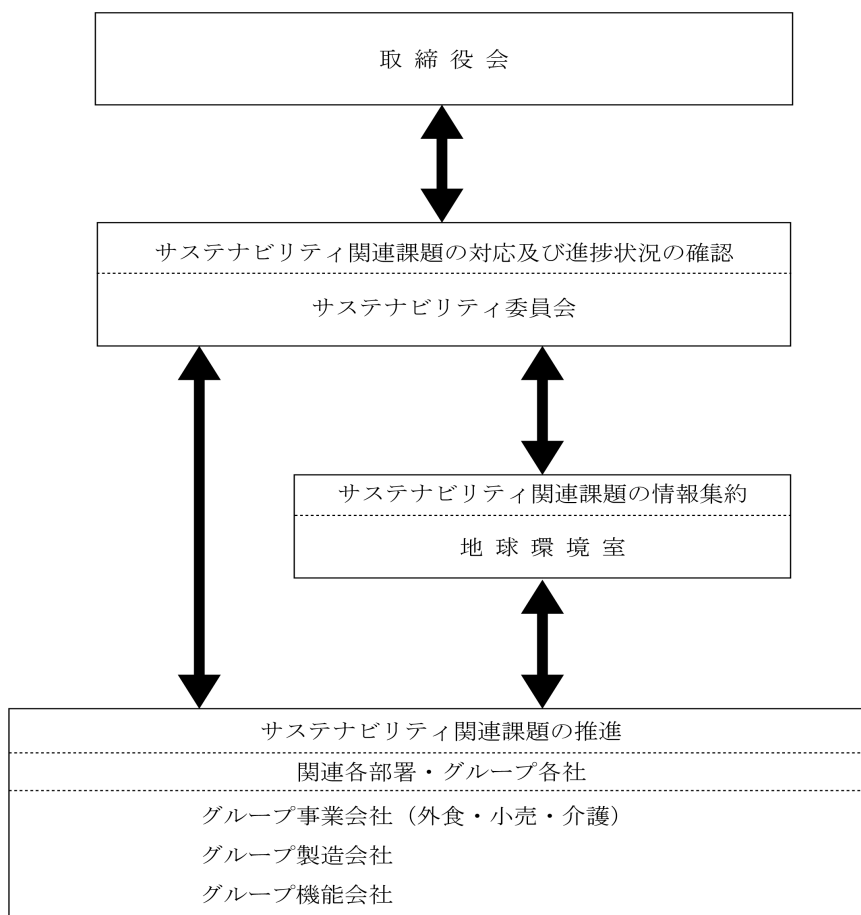 取締役会
サステナビリティ関連課題の対応及び進捗状況の確認
サステナビリティ委員会
サステナビリティ関連課題の情報集約
地球環境室
サステナビリティ関連課題の推進
関連各部署・グループ各社
グループ事業会社（外食・小売・介護）
グループ製造会社
グループ機能会社